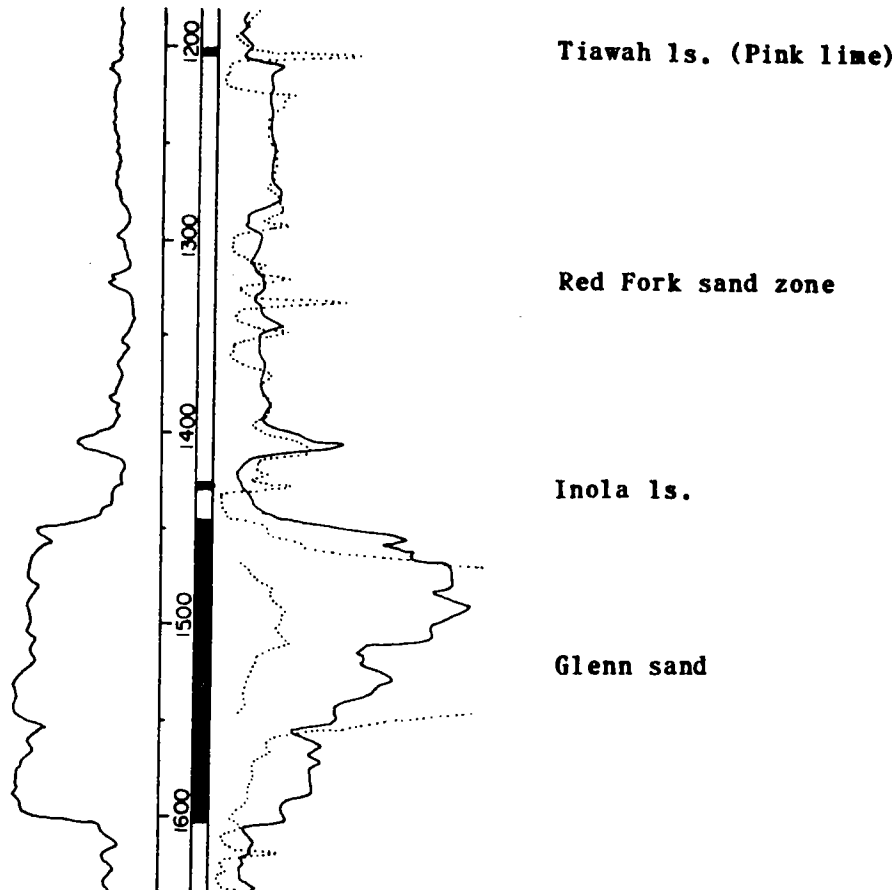 1200
Tiawah ls. (Pink lime)
1300
Red Fork sand zone
1400
Inola ls.
1500
Glenn sand
1600